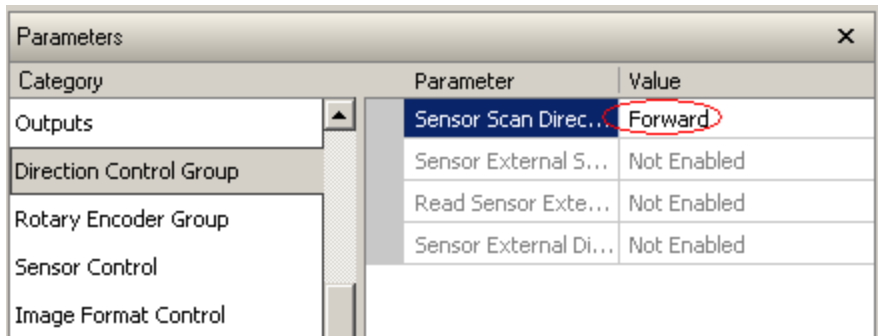 Parameters
Category
Parameter Value
Outputs
Sensor Scan Direc... Forward
Direction Control Group
Sensor External S... Not Enabled
Rotary Encoder Group
Read Sensor Exte... Not Enabled
Sensor Control
Sensor External Di... Not Enabled
Image Format Control